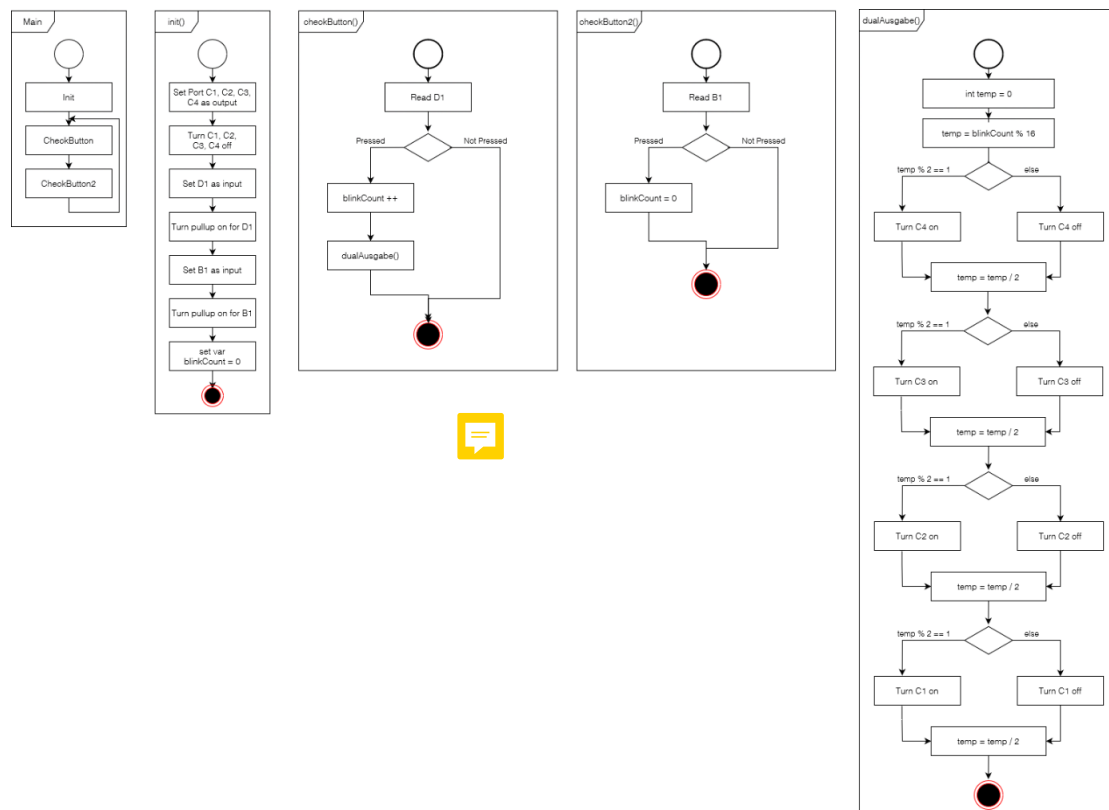 Main
Init
CheokButton
CheokButton2
init()
Set Port C1, C2, C3,
C4 as output
Turn C1, C2,
C3, C4 off
Set D1 as input
Turn pullup on for D1
Set B1 as input
Turn pullup on for B1
set var
blinkCount = 0
oheokButton()
Read D1
Pressed
Not Pressed
blinkCount ++
dualAusgabe()
oheokButton2()
Read B1
Pressed
Not Pressed
blinkCount = 0
dualAusgabe()
int temp = 0
temp = blinkCount % 16
temp % 2 == 1
else
Turn C4 on
Turn C4 off
temp = temp / 2
temp % 2 == 1
else
Turn C3 on
Turn C3 off
temp = temp / 2
temp % 2 == 1
else
Turn C2 on
Turn C2 off
temp = temp / 2
temp % 2 == 1
else
Turn C1 on
Turn C1 off
temp = temp / 2